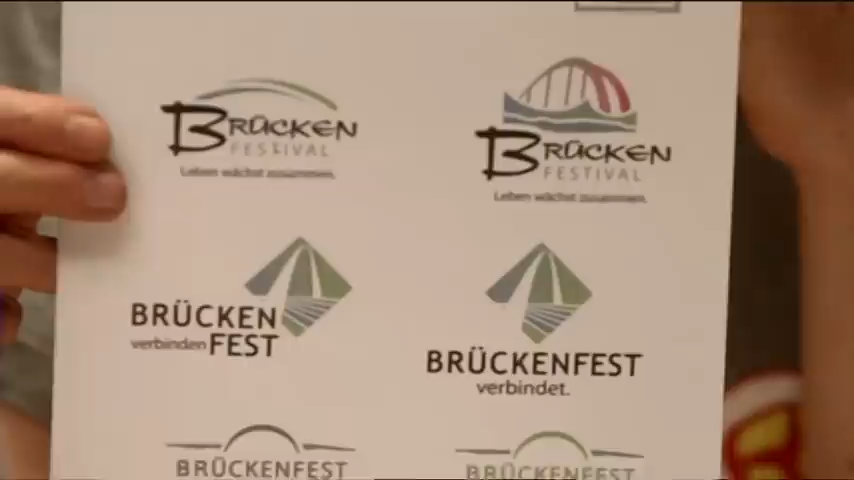 BRÜCKEN
FESTIVAL
Leben wächst zusammen.
BRÜCKEN
FESTIVAL
Leben wächst zusammen.
BRÜCKEN
verbinden FEST
BRÜCKENFEST
verbindet.
BRÜCKENFEST
BRÜCKENFEST